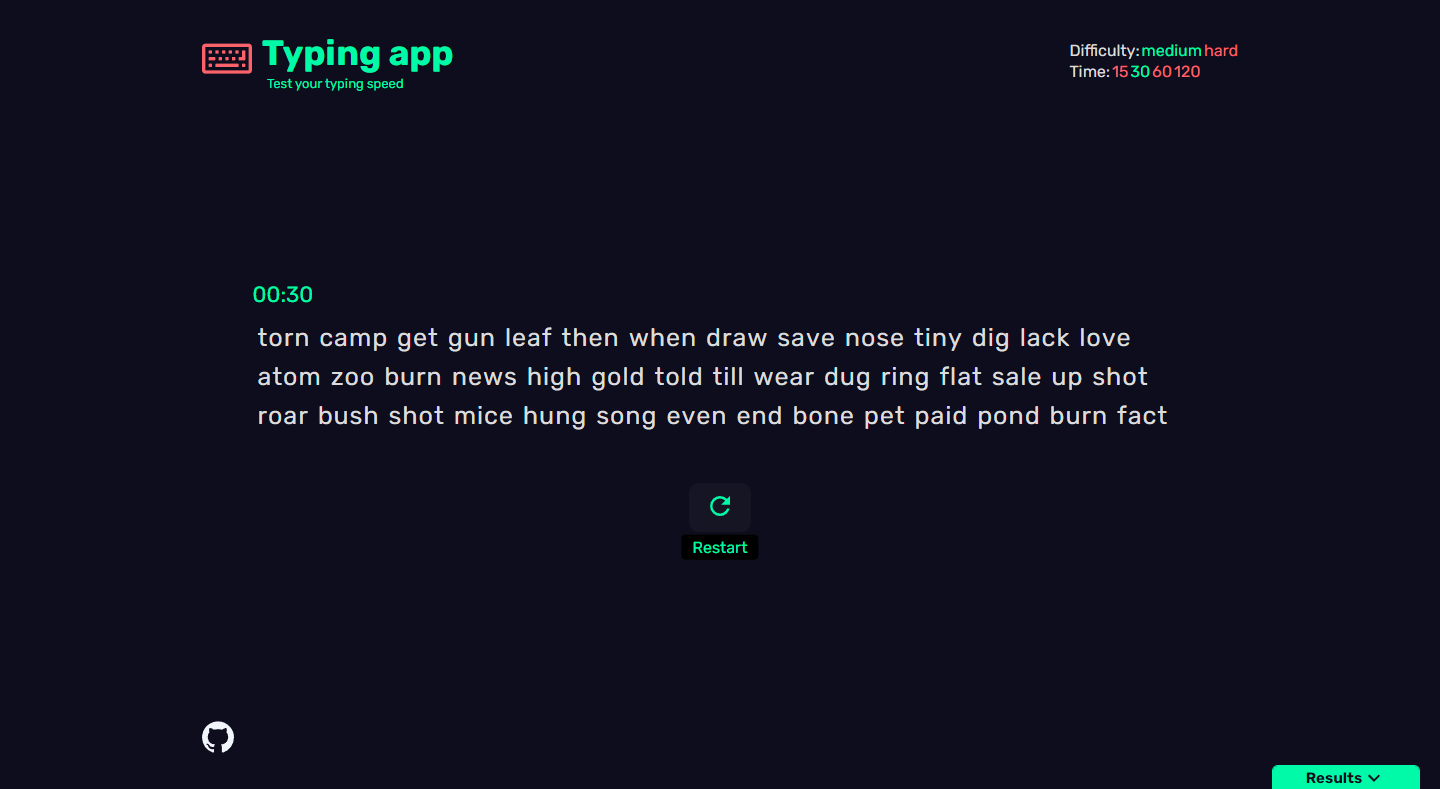 Typing app
Test your typing speed
Difficulty: medium hard
Time: 15 30 60 120
00:30
torn camp get gun leaf then when draw save nose tiny dig lack love
atom zoo burn news high gold told till wear dug ring flat sale up shot
roar bush shot mice hung song even end bone pet paid pond burn fact
Restart
Results